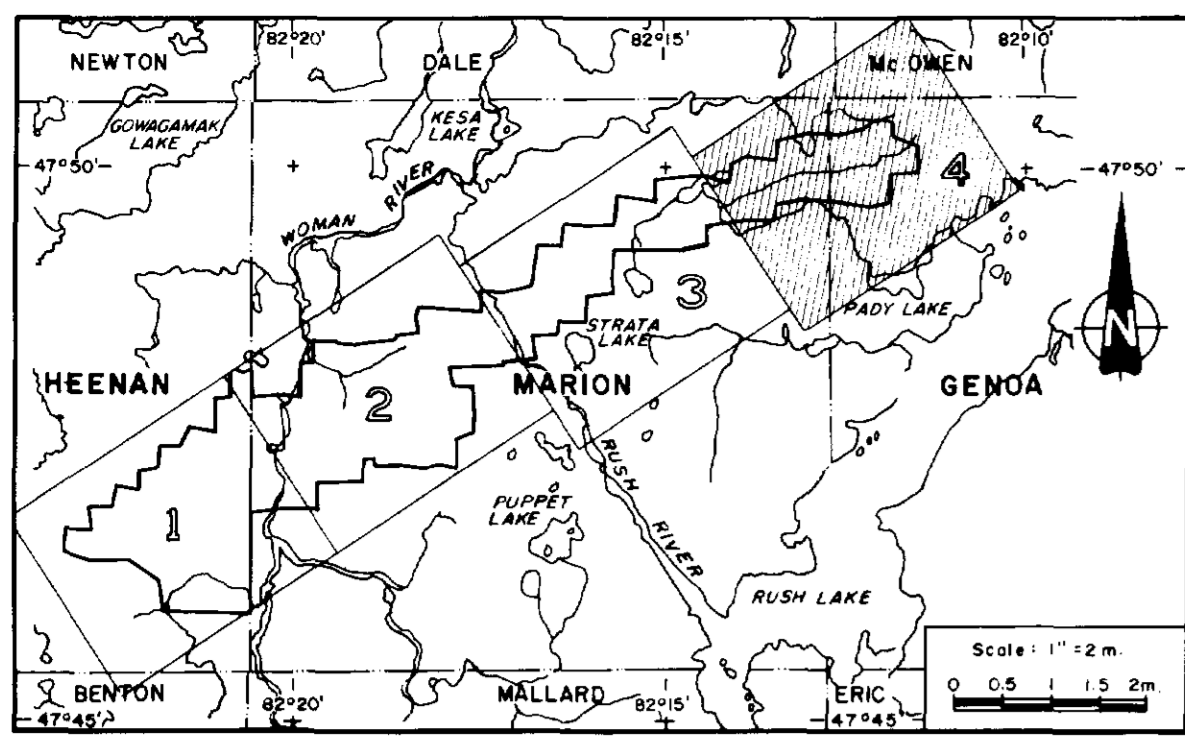 82°20' 82°15' 82°10'
NEWTON DALE Mc OWEN
GOWAGAMAK
LAKE
KESA
LAKE
47°50' 47°50'
WOMAN RIVER
4
3
STRATA
LAKE
PADY LAKE
N
HEENAN MARION GENOA
2
1
RUSH RIVER
PUPPET
LAKE
RUSH LAKE
Scale: 1" = 2 m.
0 0.5 1 1.5 2m.
BENTON MALLARD ERIC
47°45' 82°20' 82°15' 47°45'